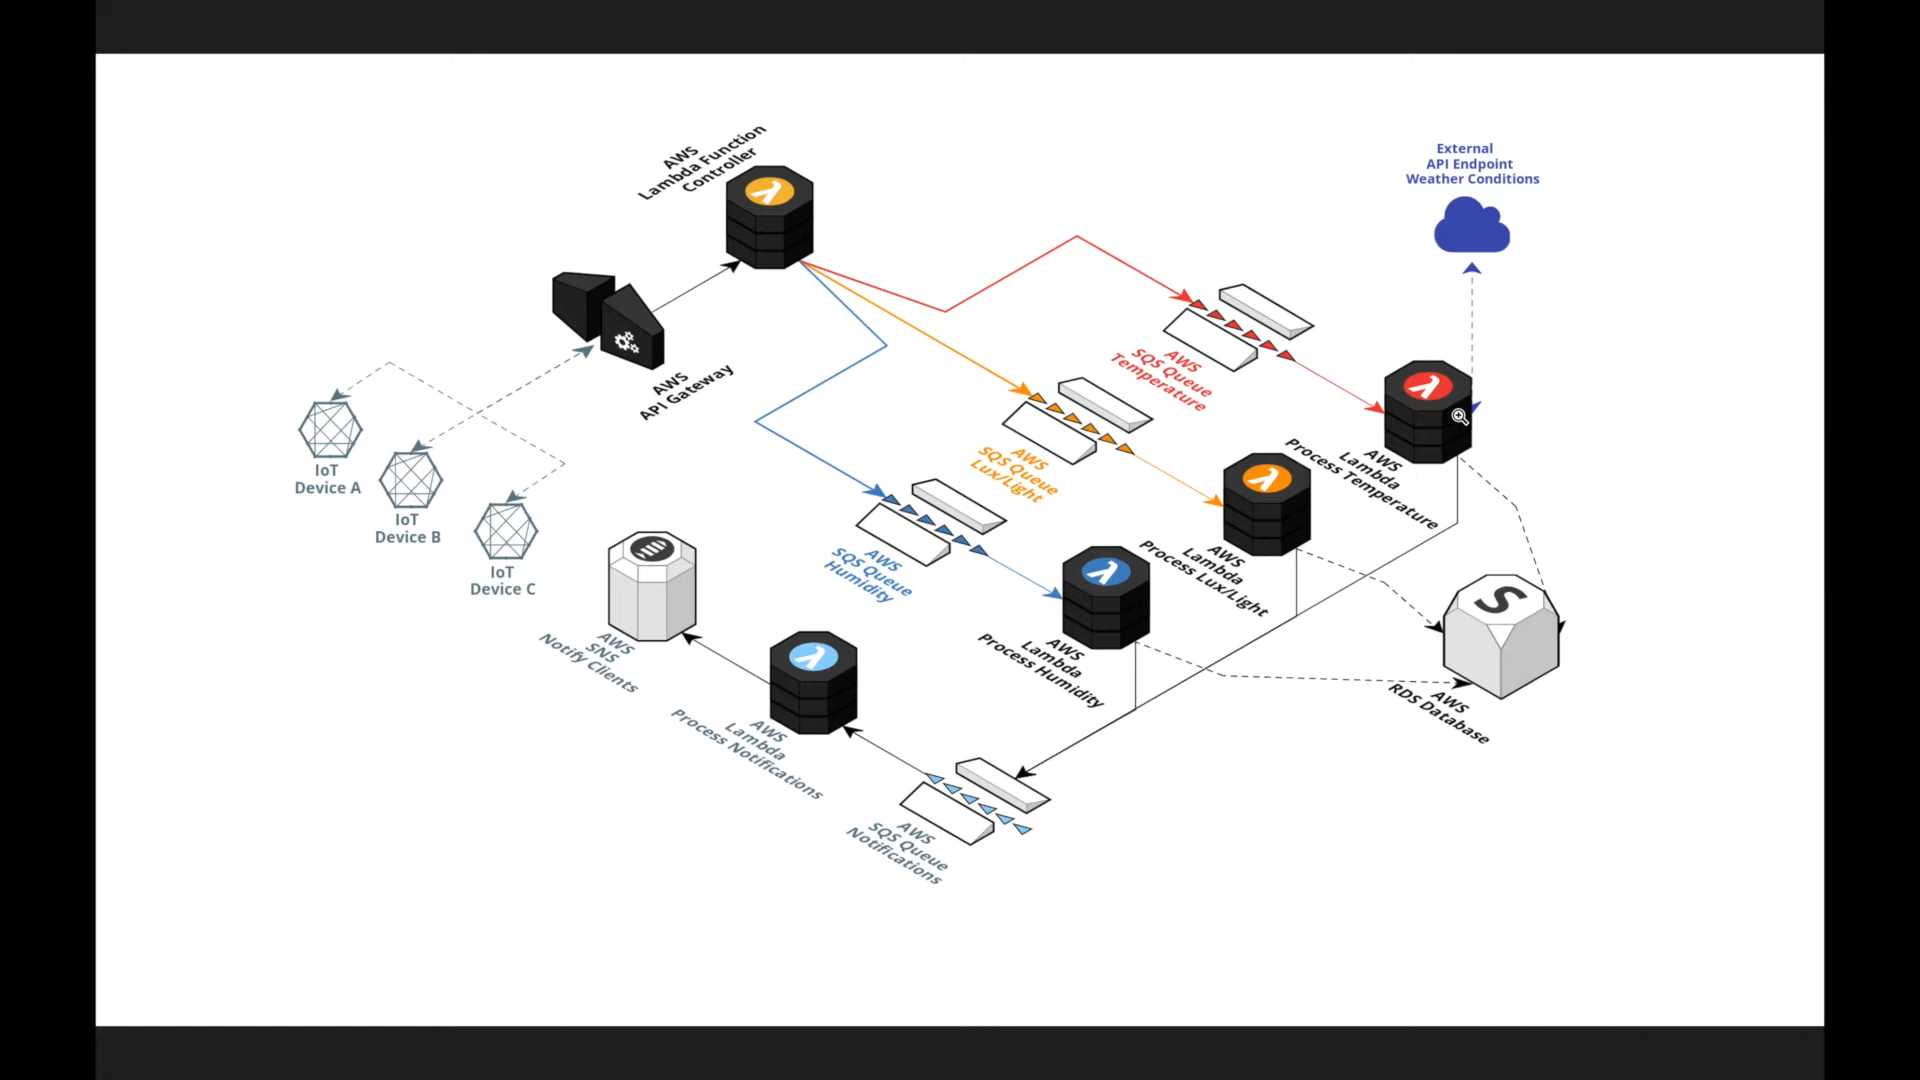 AWS
Lambda Function
Controller
External
API Endpoint
Weather Conditions
AWS
API Gateway
AWS
SQS Queue
Temperature
IoT
Device A
IoT
Device B
IoT
Device C
AWS
SQS Queue
Lux/Light
AWS
Lambda
Process Temperature
AWS
SQS Queue
Humidity
AWS
Lambda
Process Lux/Light
AWS
SNS
Notify Clients
AWS
Lambda
Process Humidity
S
AWS
RDS Database
AWS
Lambda
Process Notifications
AWS
SQS Queue
Notifications